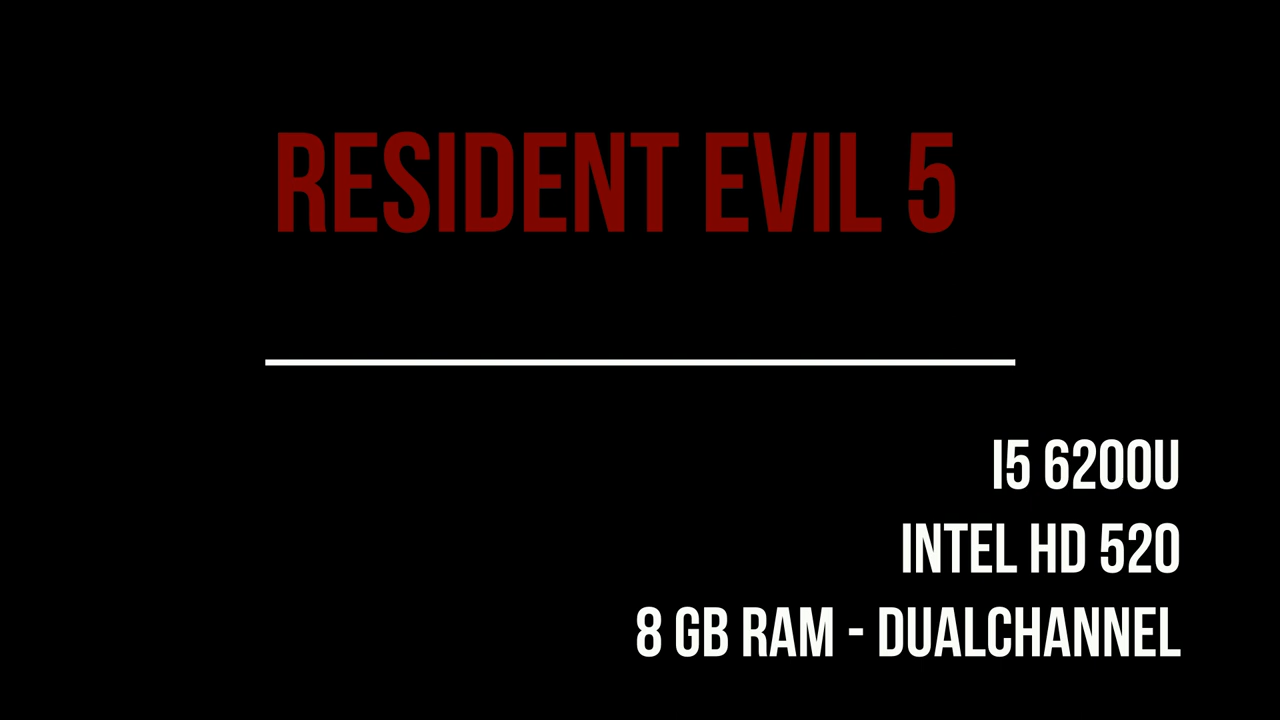 RESIDENT EVIL 5
I5 6200U
INTEL HD 520
8 GB RAM - DUALCHANNEL